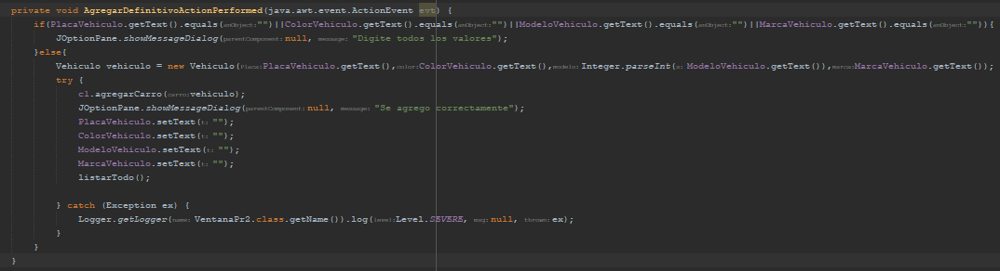 private void AgregarDefinitivoActionPerformed(java.awt.event.ActionEvent evt) {
if(PlacaVehiculo.getText().equals(anObject:"")||ColorVehiculo.getText().equals(anObject:"")||ModeloVehiculo.getText().equals(anObject:"")||MarcaVehiculo.getText().equals(anObject:"")){
JOptionPane.showMessageDialog(parentComponent: null, message: "Digite todos los valores");
}else{
Vehiculo vehiculo = new Vehiculo(Placa:PlacaVehiculo.getText(),color:ColorVehiculo.getText(),modelo:Integer.parseInt(s: ModeloVehiculo.getText()),marca:MarcaVehiculo.getText());
try {
cl.agregarCarro(carro:vehiculo);
JOptionPane.showMessageDialog(parentComponent: null, message: "Se agrego correctamente");
PlacaVehiculo.setText(t: "");
ColorVehiculo.setText(t: "");
ModeloVehiculo.setText(t: "");
MarcaVehiculo.setText(t: "");
listarTodo();
} catch (Exception ex) {
Logger.getLogger(name: VentanaPr2.class.getName()).log(level:Level.SEVERE, msg:null, thrown:ex);
}
}
}